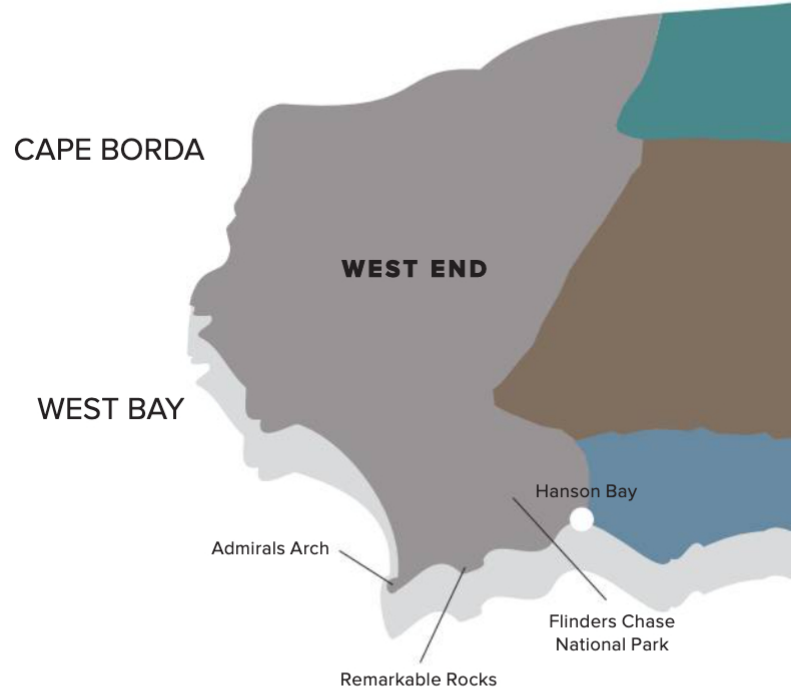 CAPE BORDA
WEST END
WEST BAY
Hanson Bay
Admirals Arch
Flinders Chase
National Park
Remarkable Rocks